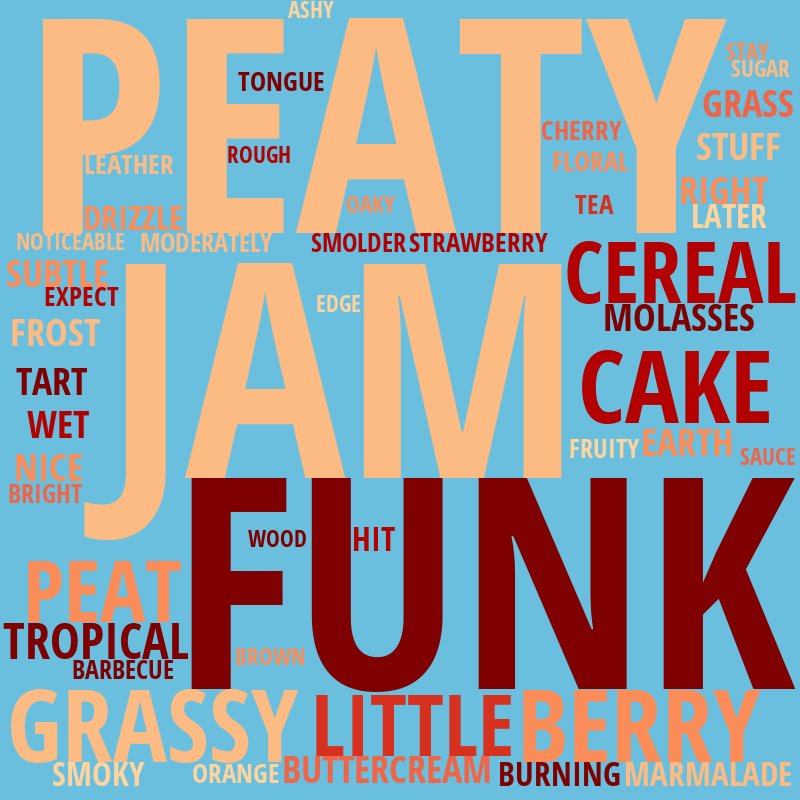 ASHY
PEATY
STAY
SUGAR
TONGUE
GRASS
CHERRY
STUFF
ROUGH
LEATHER
FLORAL
RIGHT
OAKY
TEA
DRIZZLE
LATER
NOTICEABLE
MODERATELY
SMOLDER
STRAWBERRY
SUBTLE
JAM
CEREAL
EXPECT
EDGE
MOLASSES
FROST
TART
CAKE
WET
FRUITY
EARTH
SAUCE
NICE
BRIGHT
FUNK
WOOD
HIT
PEAT
TROPICAL
BROWN
BARBECUE
GRASSY
LITTLE
BERRY
SMOKY
ORANGE
BUTTERCREAM
BURNING
MARMALADE